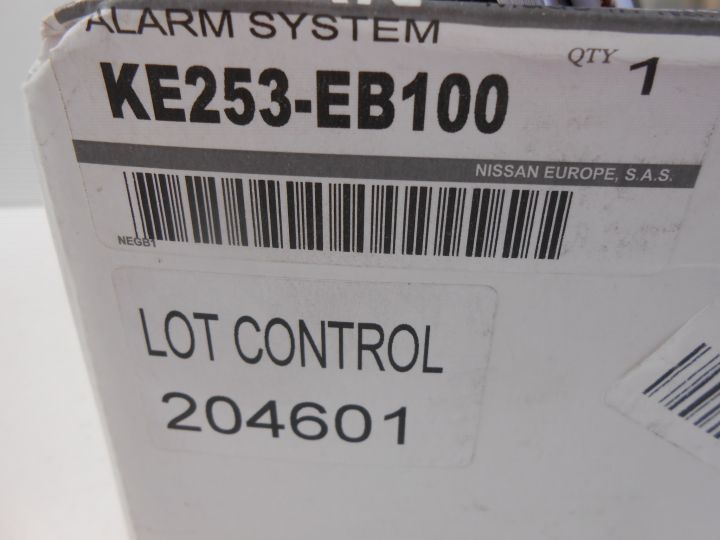 ALARM SYSTEM
QTY 1
KE253-EB100
NISSAN EUROPE, S.A.S.
NEGB1
LOT CONTROL
204601